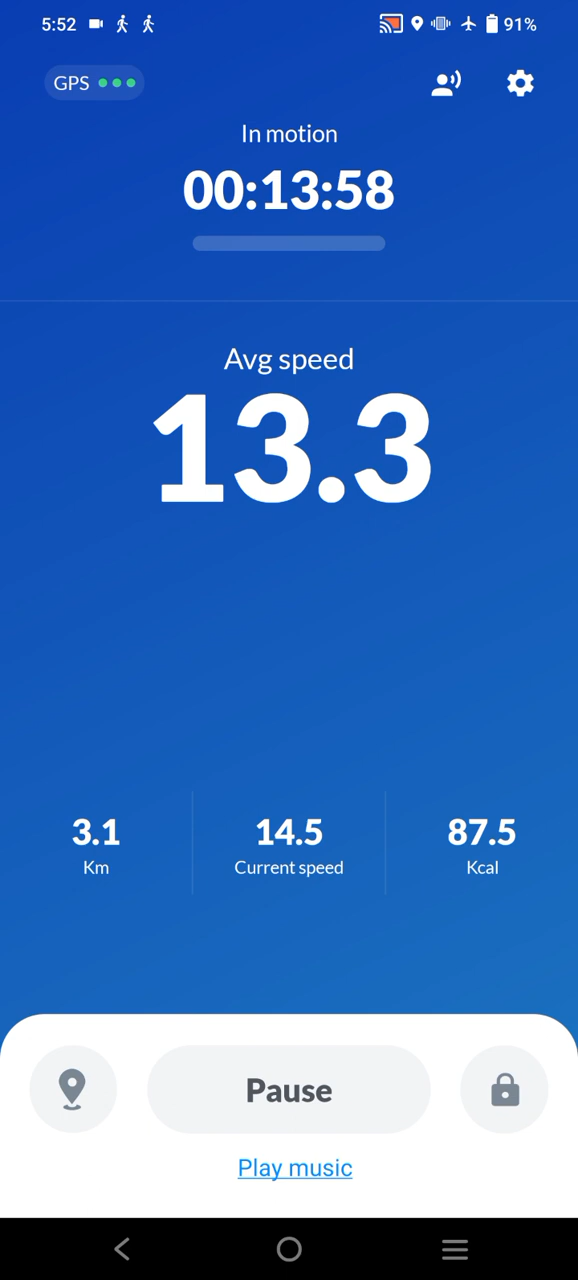 5:52 91%
GPS
In motion
00:13:58
Avg speed
13.3
3.1 14.5 87.5
Km Current speed Kcal
Pause
Play music